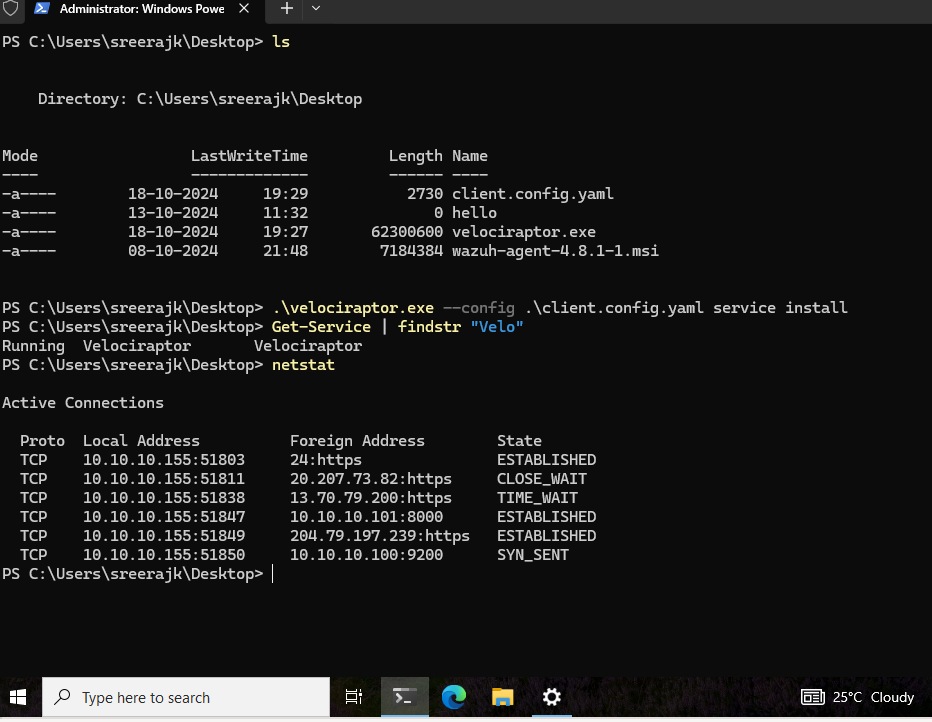 Administrator: Windows Powe
PS C:\Users\sreerajk\Desktop> ls
Directory: C:\Users\sreerajk\Desktop
Mode LastWriteTime Length Name
---- ------------- ------ ----
-a---- 18-10-2024 19:29 2730 client.config.yaml
-a---- 13-10-2024 11:32 0 hello
-a---- 18-10-2024 19:27 62300600 velociraptor.exe
-a---- 08-10-2024 21:48 7184384 wazuh-agent-4.8.1-1.msi
PS C:\Users\sreerajk\Desktop> .\velociraptor.exe --config .\client.config.yaml service install
PS C:\Users\sreerajk\Desktop> Get-Service | findstr "Velo"
Running Velociraptor Velociraptor
PS C:\Users\sreerajk\Desktop> netstat
Active Connections
Proto Local Address Foreign Address State
TCP 10.10.10.155:51803 24:https ESTABLISHED
TCP 10.10.10.155:51811 20.207.73.82:https CLOSE_WAIT
TCP 10.10.10.155:51838 13.70.79.200:https TIME_WAIT
TCP 10.10.10.155:51847 10.10.10.101:8000 ESTABLISHED
TCP 10.10.10.155:51849 204.79.197.239:https ESTABLISHED
TCP 10.10.10.155:51850 10.10.10.100:9200 SYN_SENT
PS C:\Users\sreerajk\Desktop>
Type here to search
25°C Cloudy